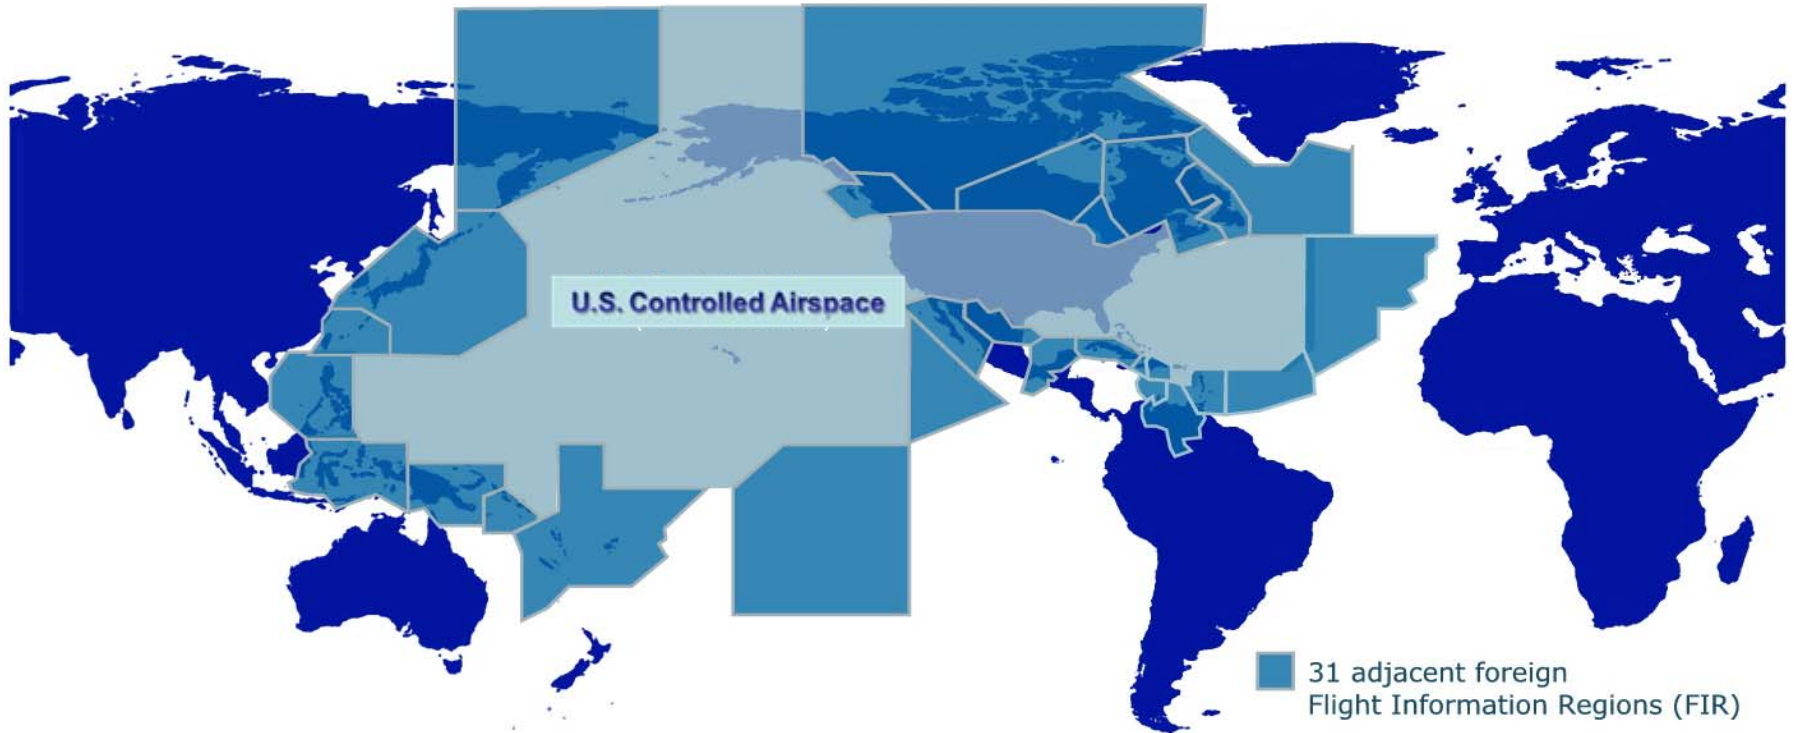 U.S. Controlled Airspace
31 adjacent foreign
Flight Information Regions (FIR)